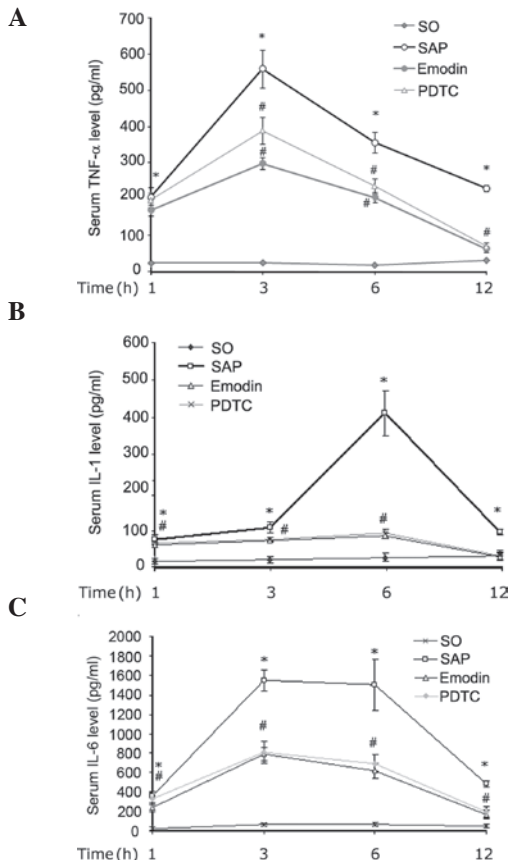 A
Serum TNF-α level (pg/ml)
700
600
500
400
300
200
100
0
SO
SAP
Emodin
PDTC
*
*
*
*
#
#
#
#
#
Time (h)
1
3
6
12
B
Serum IL-1 level (pg/ml)
600
500
400
300
200
100
0
SO
SAP
Emodin
PDTC
*
#
*
#
*
#
*
Time (h)
1
3
6
12
C
Serum IL-6 level (pg/ml)
2000
1800
1600
1400
1200
1000
800
600
400
200
0
SO
SAP
Emodin
PDTC
*
#
*
#
*
#
*
#
Time (h)
1
3
6
12